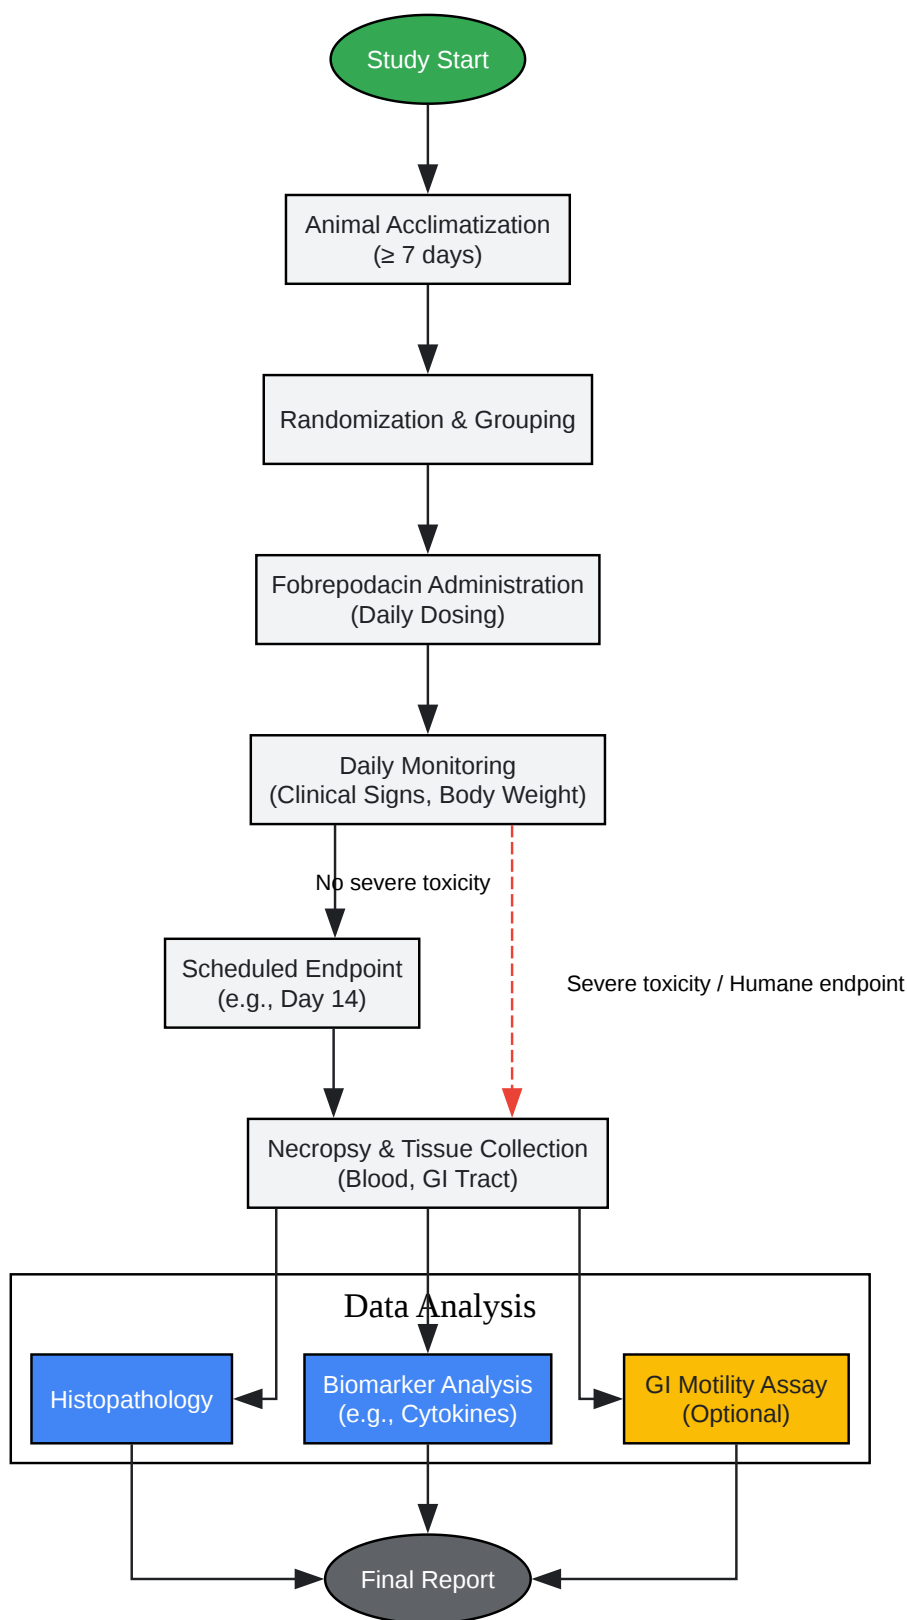 Study Start
Animal Acclimatization
(≥ 7 days)
Randomization & Grouping
Fobrepodacin Administration
(Daily Dosing)
Daily Monitoring
(Clinical Signs, Body Weight)
No severe toxicity
Scheduled Endpoint
(e.g., Day 14)
Severe toxicity / Humane endpoint
Necropsy & Tissue Collection
(Blood, GI Tract)
Data Analysis
Histopathology
Biomarker Analysis
(e.g., Cytokines)
GI Motility Assay
(Optional)
Final Report